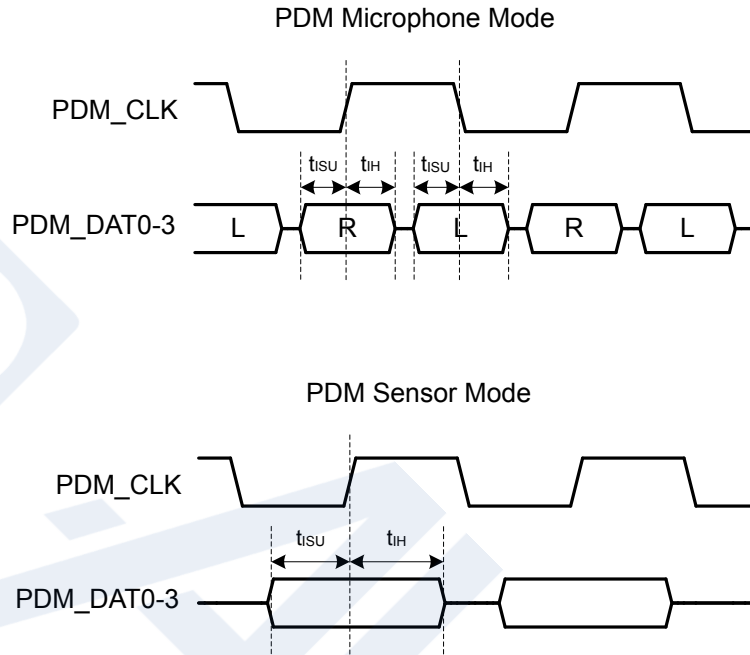 PDM Microphone Mode
PDM_CLK
tISU tIH tISU tIH
PDM_DAT0-3 L R L R L
PDM Sensor Mode
PDM_CLK
tISU tIH
PDM_DAT0-3